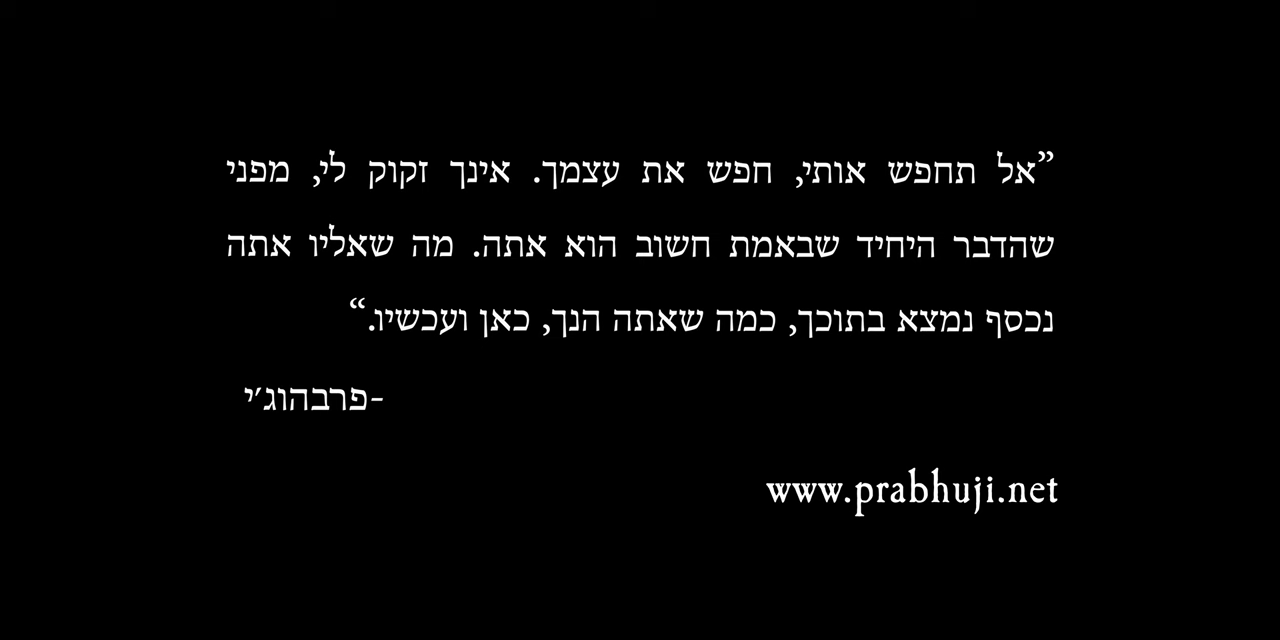 ”אל תחפש אותי, חפש את עצמך. אינך זקוק לי, מפני
שהדבר היחיד שבאמת חשוב הוא אתה. מה שאליו אתה
נכסף נמצא בתוכך, כמה שאתה הנך, כאן ועכשיו.“
-פרבהוג׳י
www.prabhuji.net